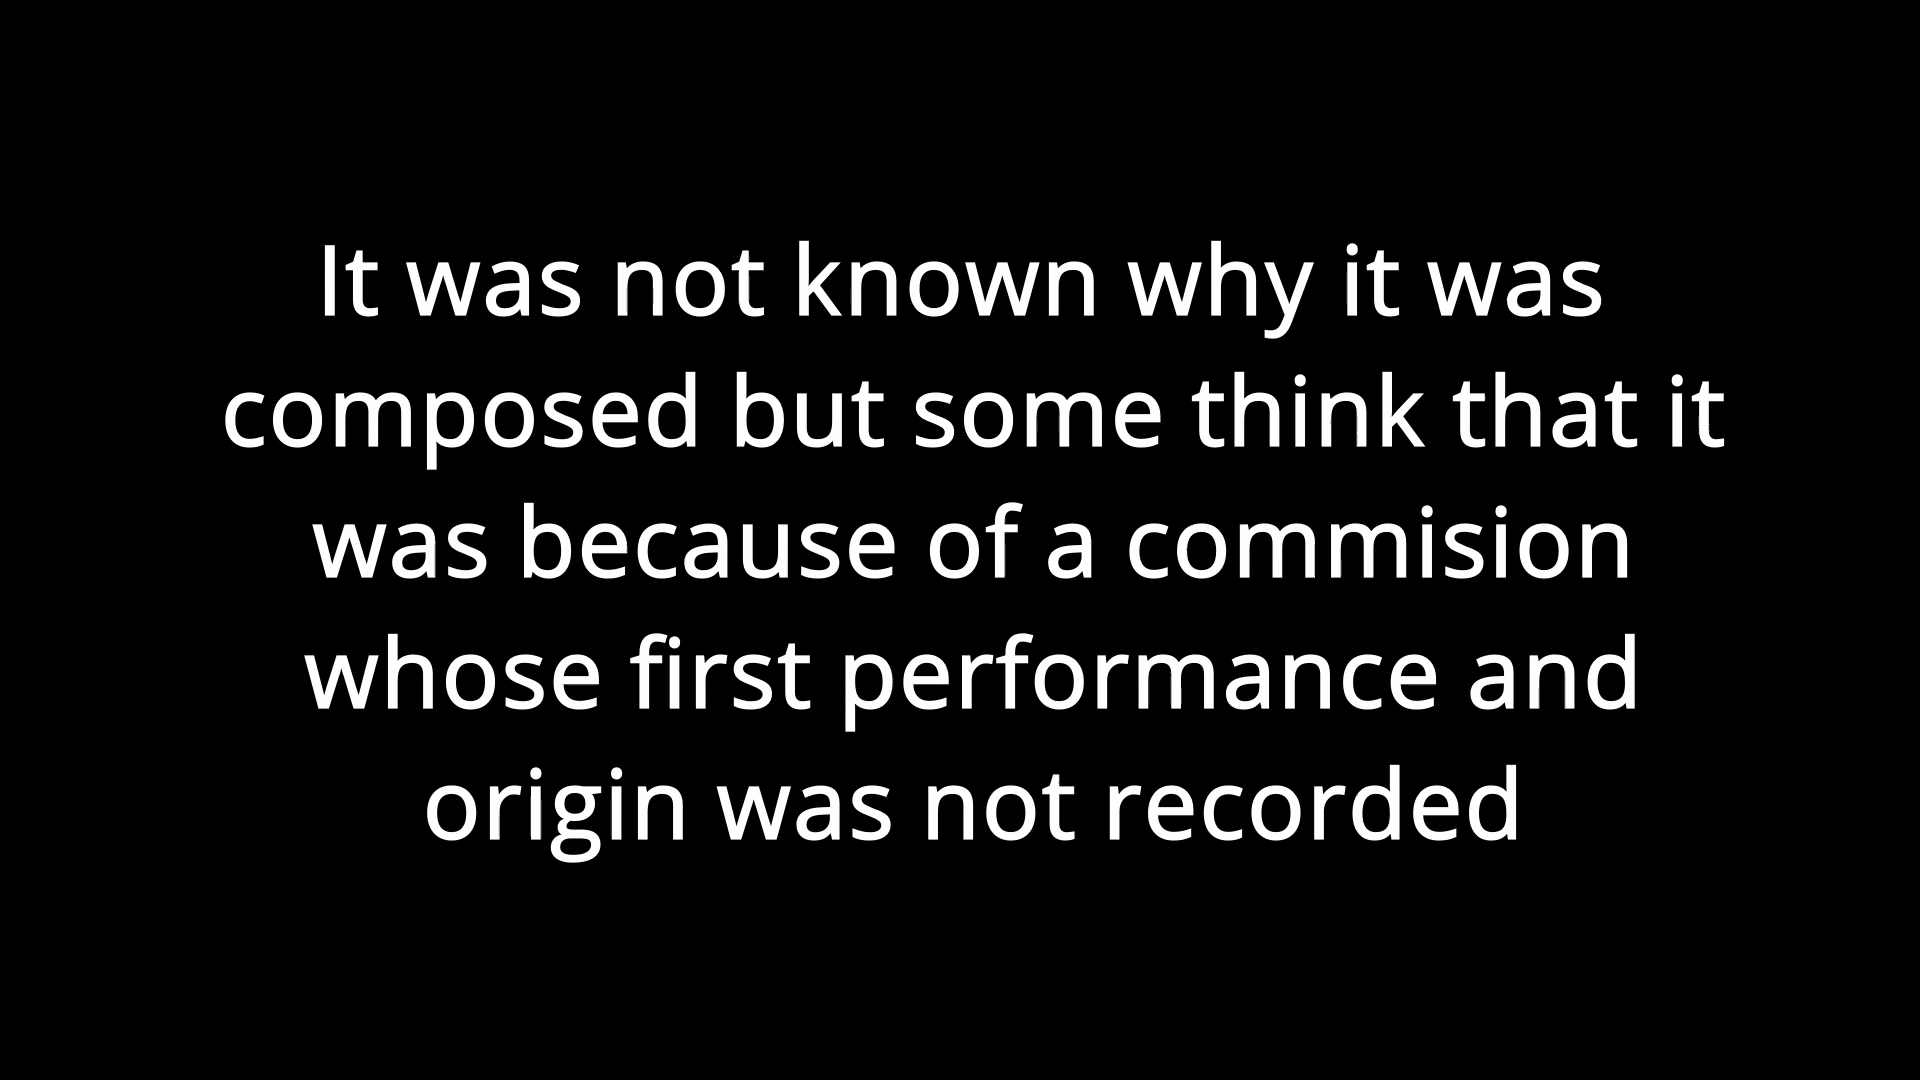 It was not known why it was
composed but some think that it
was because of a commision
whose first performance and
origin was not recorded